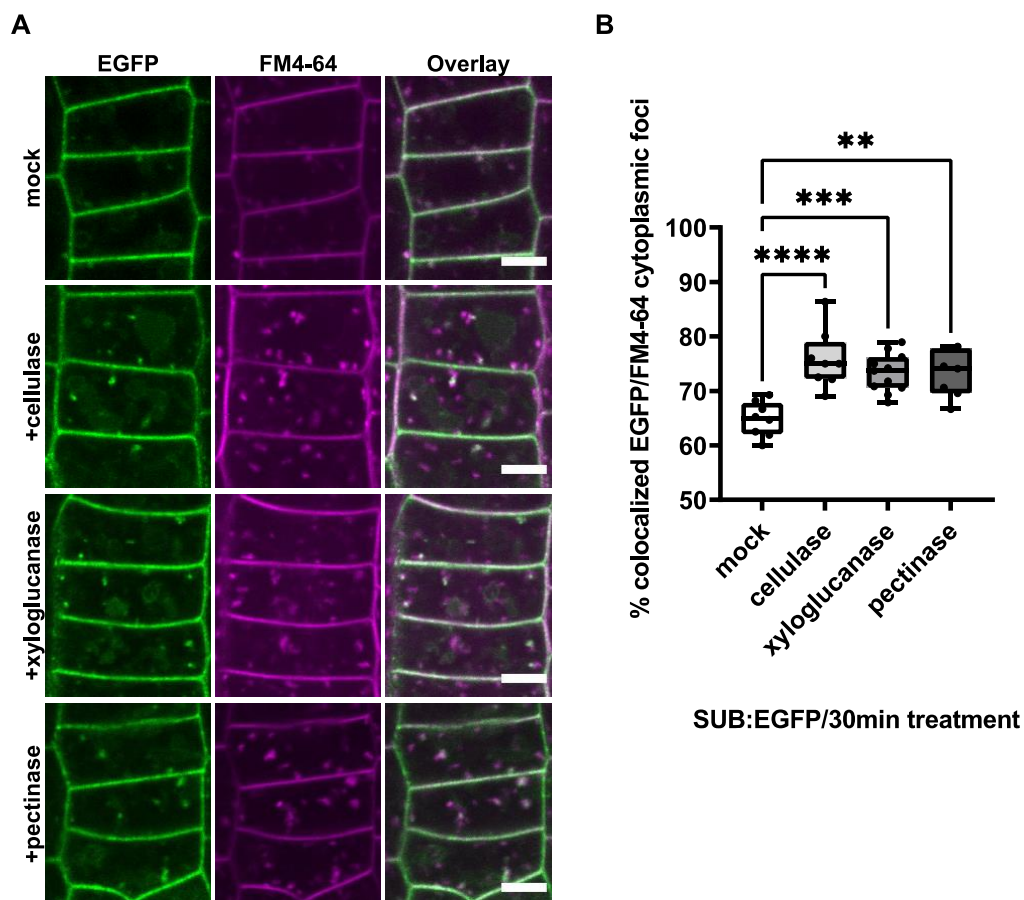 A
EGFP FM4-64 Overlay
mock
+cellulase
+xyloglucanase
+pectinase
B
% colocalized EGFP/FM4-64 cytoplasmic foci
**
***
****
100
90
80
70
60
50
mock
cellulase
xyloglucanase
pectinase
SUB:EGFP/30min treatment